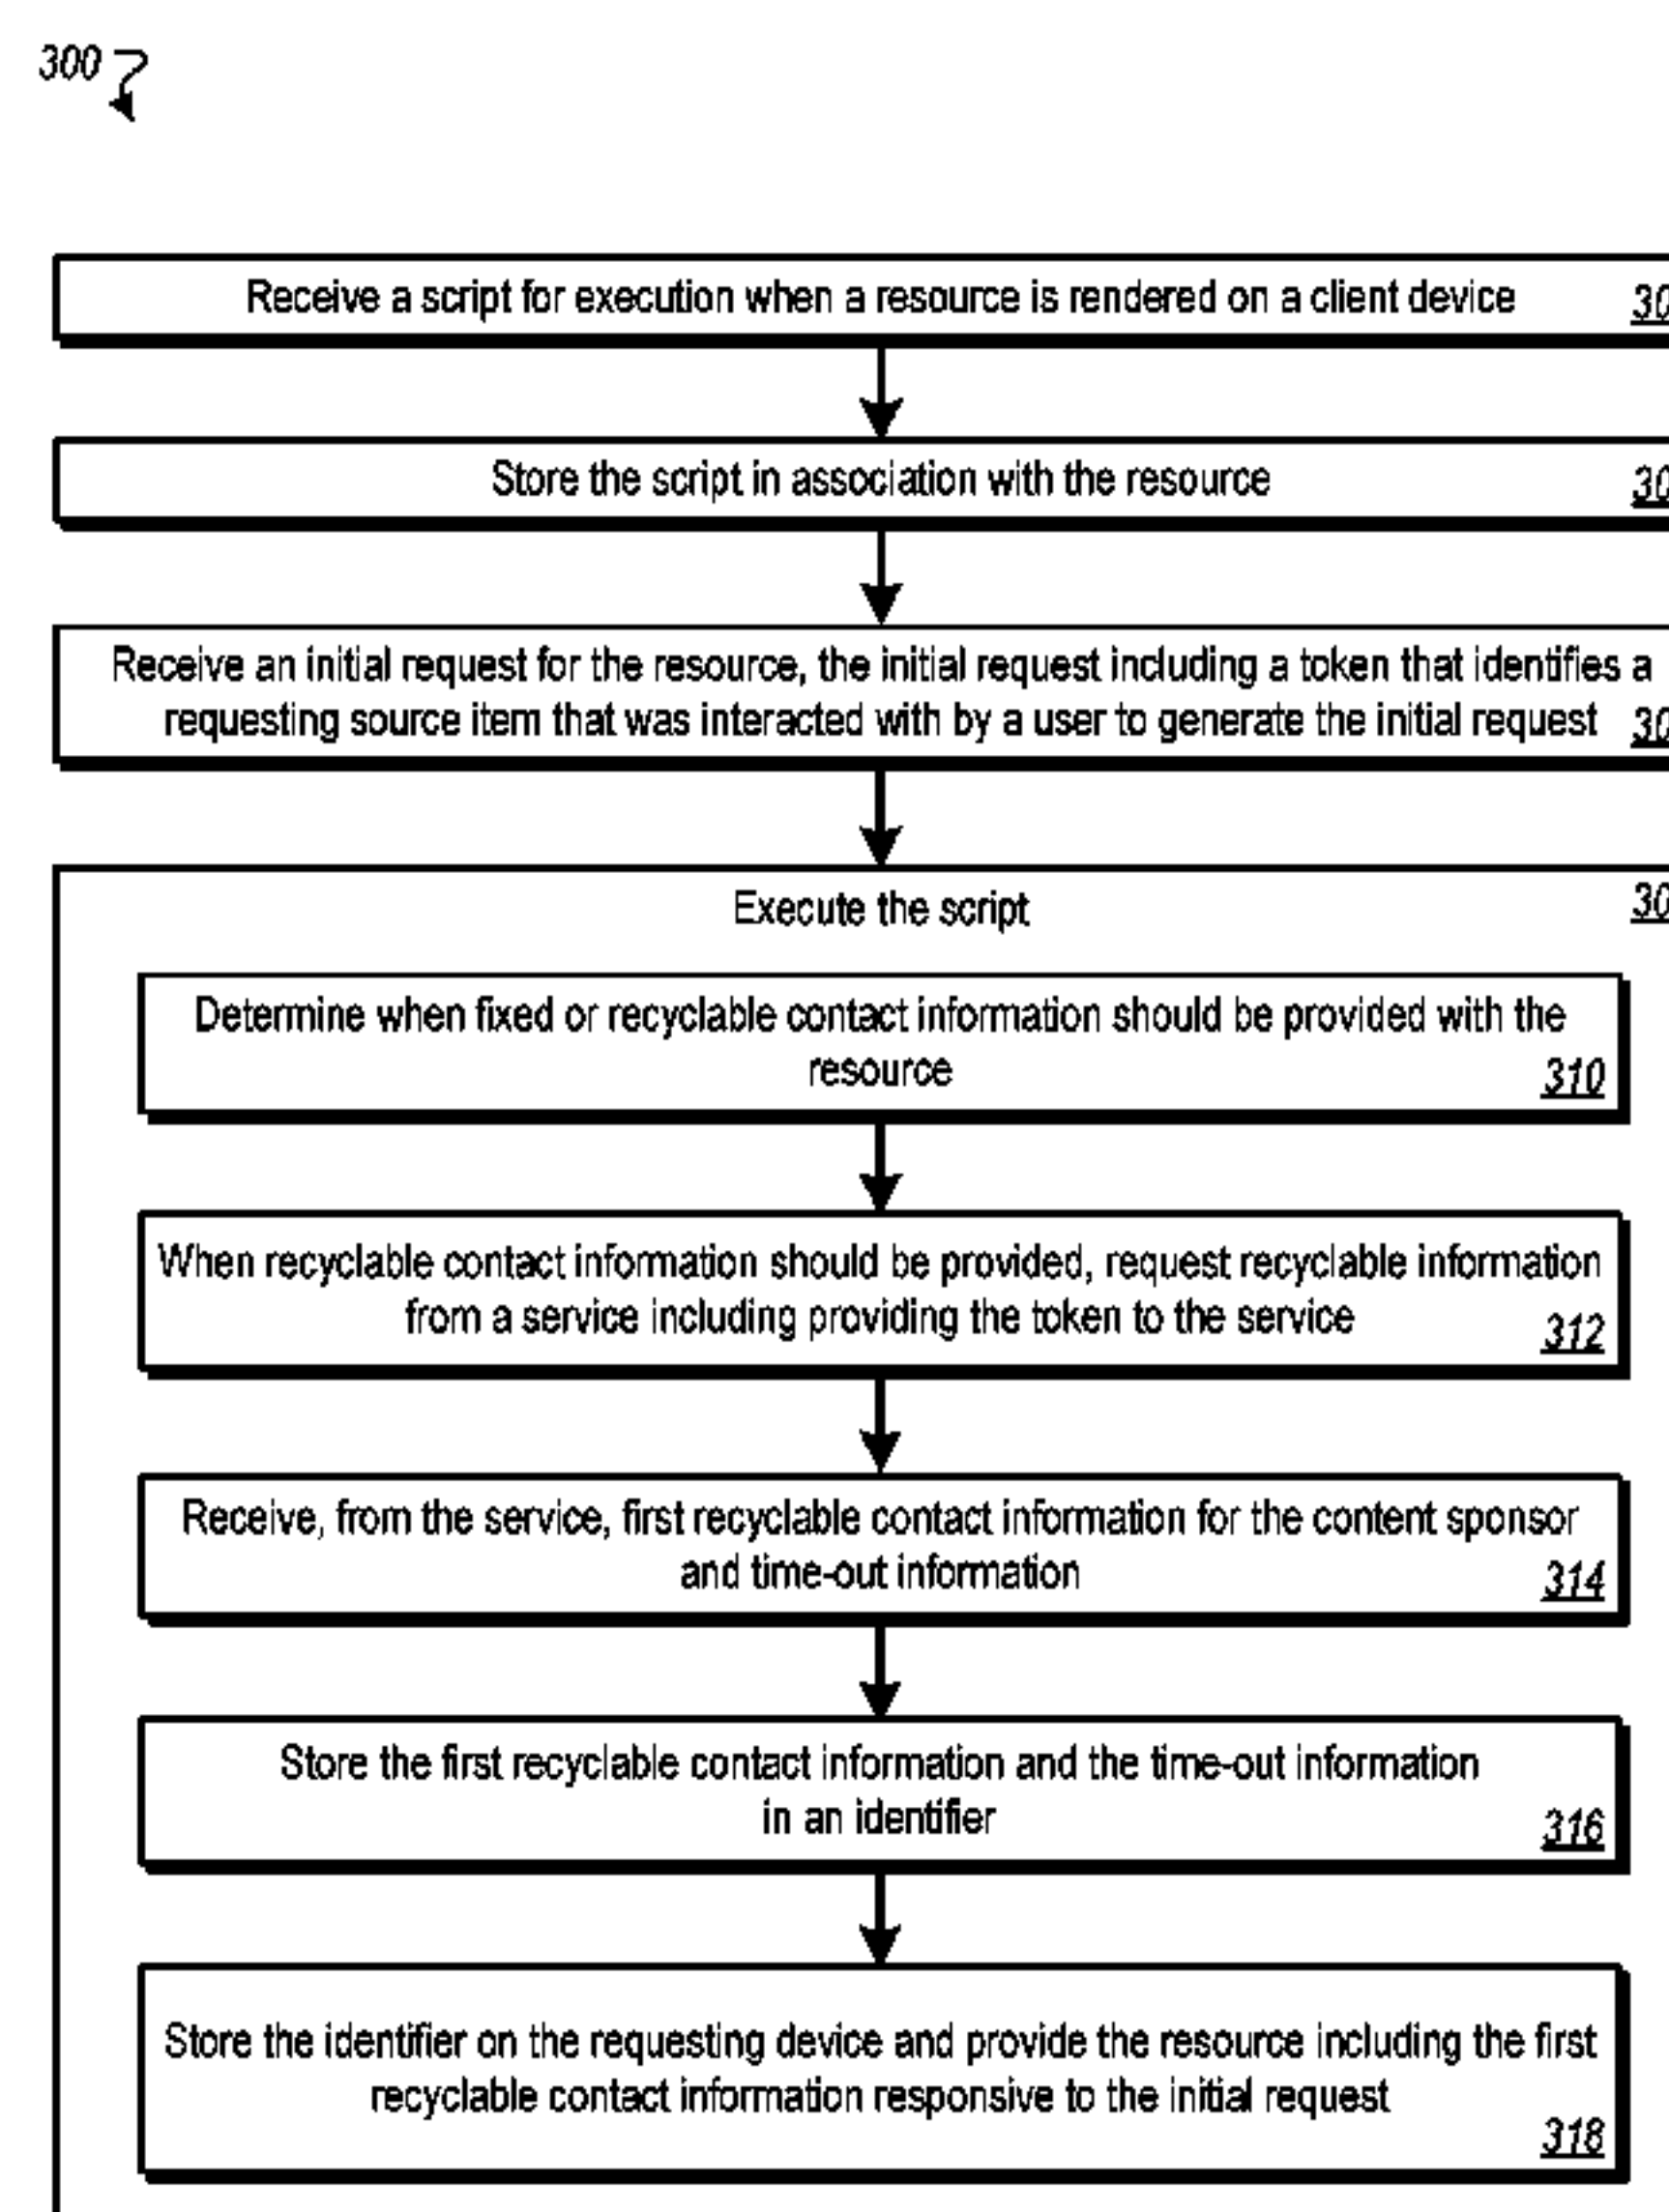 300
Receive a script for execution when a resource is rendered on a client device
30
Store the script in association with the resource
30
Receive an initial request for the resource, the initial request including a token that identifies a
requesting source item that was interacted with by a user to generate the initial request
30
Execute the script
30
Determine when fixed or recyclable contact information should be provided with the
resource
310
When recyclable contact information should be provided, request recyclable information
from a service including providing the token to the service
312
Receive, from the service, first recyclable contact information for the content sponsor
and time-out information
314
Store the first recyclable contact information and the time-out information
in an identifier
316
Store the identifier on the requesting device and provide the resource including the first
recyclable contact information responsive to the initial request
318